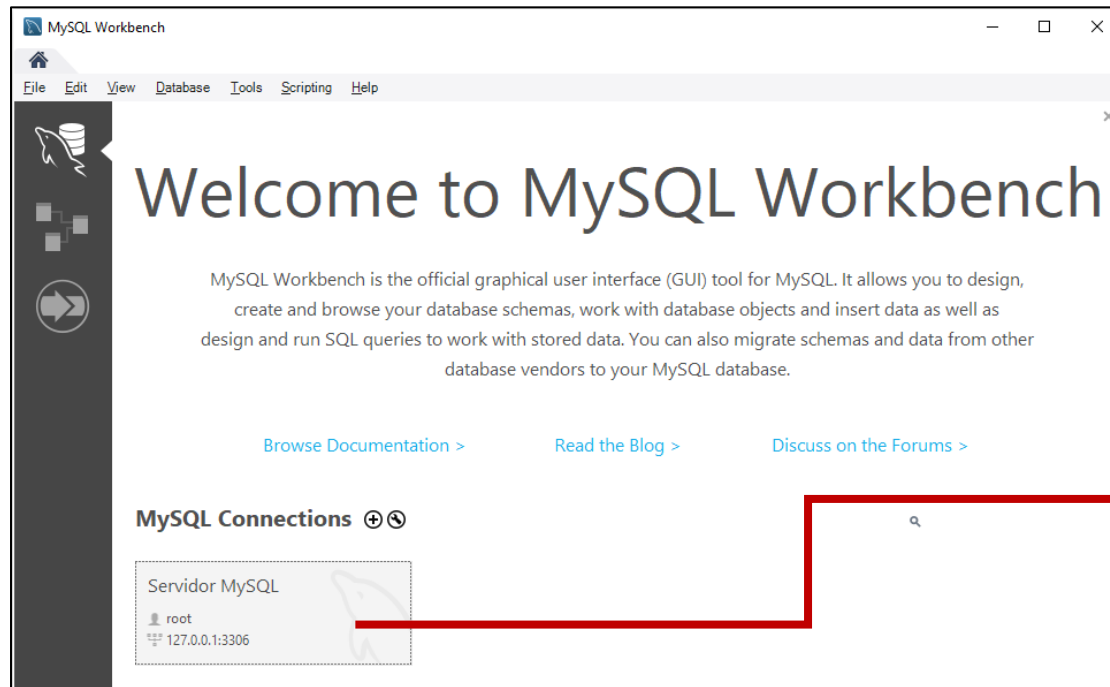 MySQL Workbench
File Edit View Database Tools Scripting Help
Welcome to MySQL Workbench
MySQL Workbench is the official graphical user interface (GUI) tool for MySQL. It allows you to design,
create and browse your database schemas, work with database objects and insert data as well as
design and run SQL queries to work with stored data. You can also migrate schemas and data from other
database vendors to your MySQL database.
Browse Documentation > Read the Blog > Discuss on the Forums >
MySQL Connections
Servidor MySQL
root
127.0.0.1:3306